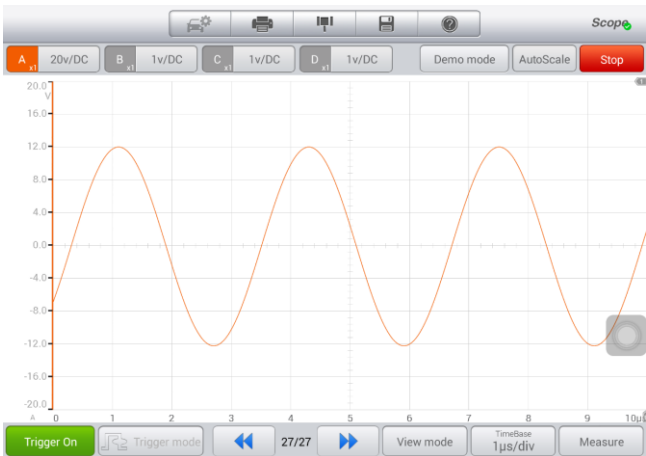 Scope
A x1 20v/DC B x1 1v/DC C x1 1v/DC D x1 1v/DC Demo mode AutoScale Stop
20.0
V
1
16.0
12.0
8.0
4.0
0.0
-4.0
-8.0
-12.0
-16.0
-20.0
A 0 1 2 3 4 5 6 7 8 9 10µ
Trigger On Trigger mode 27/27 View mode TimeBase 1µs/div Measure